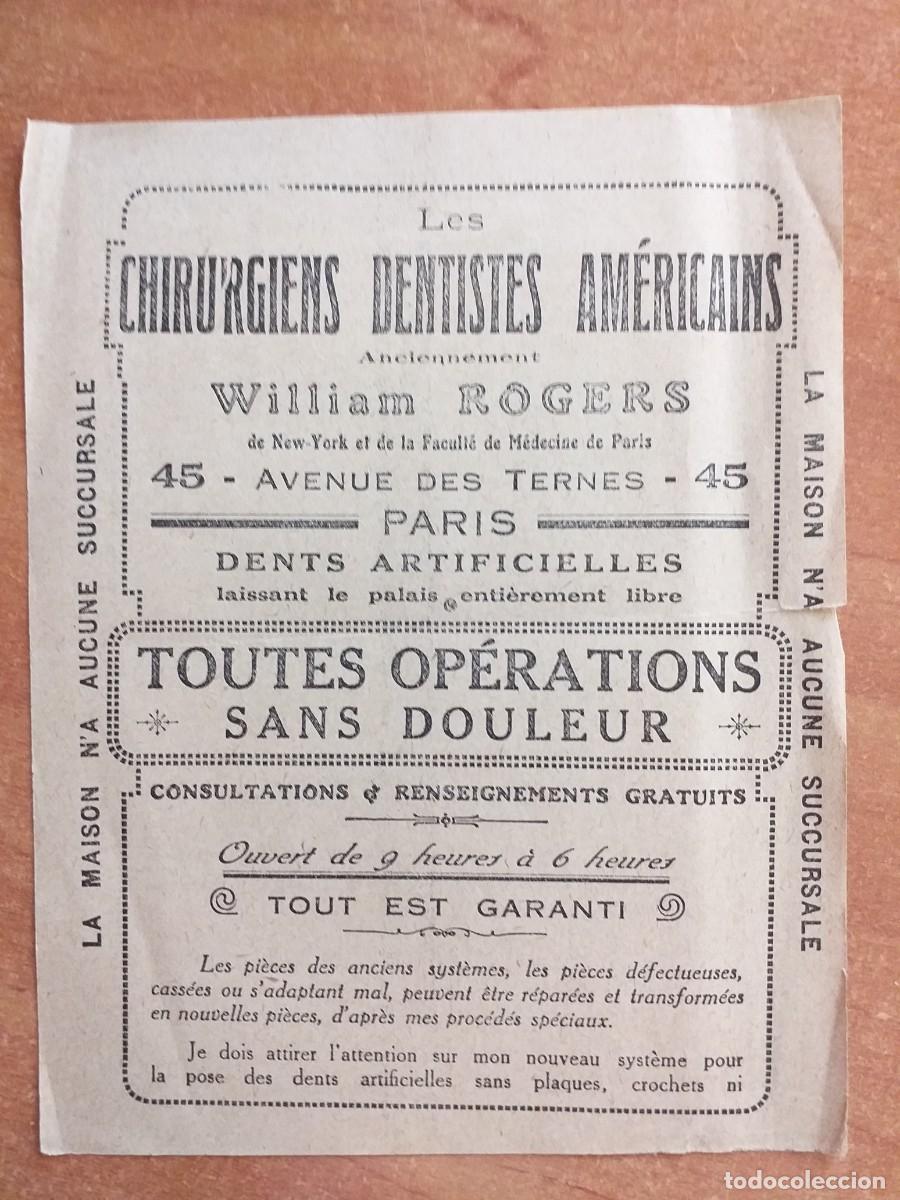 Les
CHIRURGIENS DENTISTES AMÉRICAINS
Anciennement
William ROGERS
de New-York et de la Faculté de Médecine de Paris
45 - AVENUE DES TERNES - 45
PARIS
DENTS ARTIFICIELLES
laissant le palais entièrement libre
TOUTES OPÉRATIONS
SANS DOULEUR
CONSULTATIONS & RENSEIGNEMENTS GRATUITS
Ouvert de 9 heures à 6 heures
TOUT EST GARANTI
Les pièces des anciens systèmes, les pièces défectueuses,
cassées ou s'adaptant mal, peuvent être réparées et transformées
en nouvelles pièces, d'après mes procédés spéciaux.
Je dois attirer l'attention sur mon nouveau système pour
la pose des dents artificielles sans plaques, crochets ni
LA MAISON N'A AUCUNE SUCCURSALE
LA MAISON N'A AUCUNE SUCCURSALE
todocoleccion